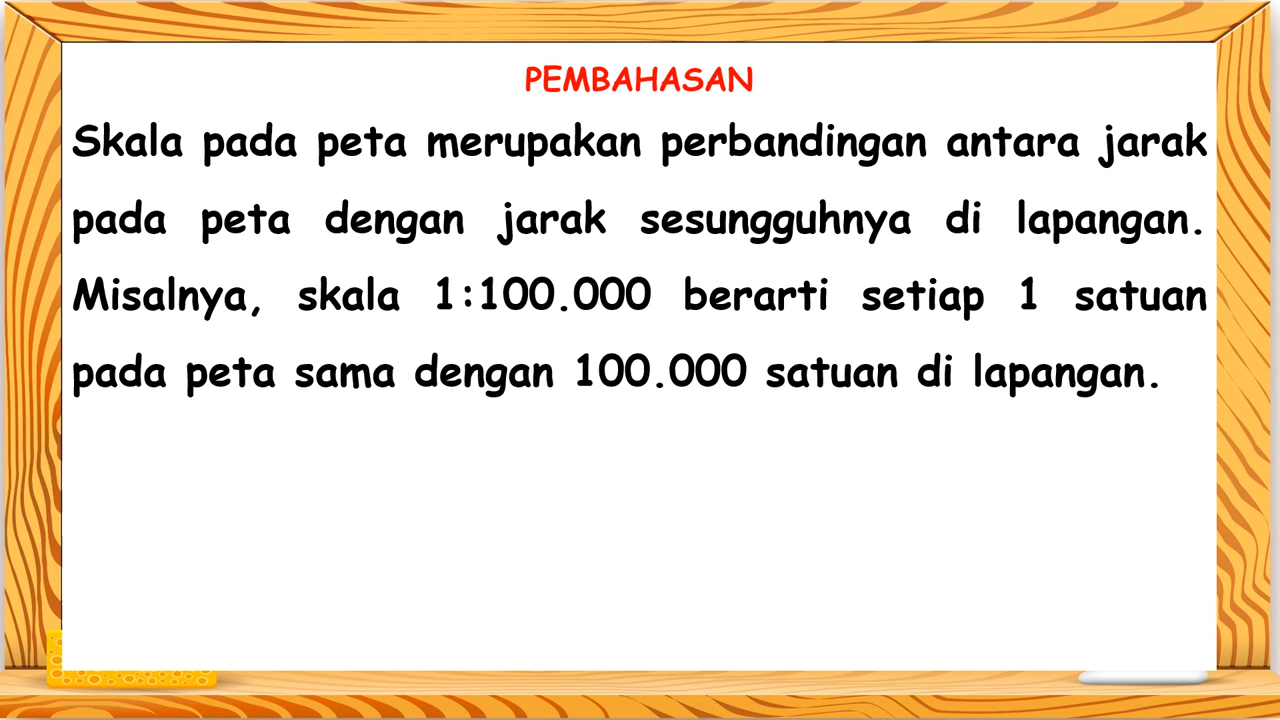 PEMBAHASAN
Skala pada peta merupakan perbandingan antara jarak
pada peta dengan jarak sesungguhnya di lapangan.
Misalnya, skala 1:100.000 berarti setiap 1 satuan
pada peta sama dengan 100.000 satuan di lapangan.